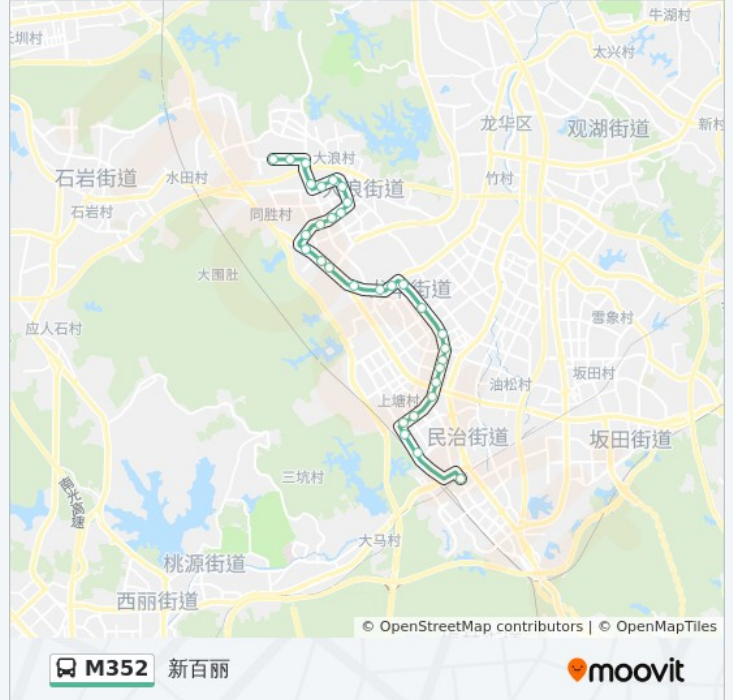 牛湖村
圳村
太兴村
龙华区
观湖街道
新村
大浪村
石岩街道
水田村
浪街道
竹村
石岩村
同胜村
大围肚
街道
应人石村
雪象村
坂田村
油松村
上塘村
民治街道
坂田街道
三坑村
南光高速
大马村
桃源街道
西丽街道
© OpenStreetMap contributors | © OpenMapTiles
M352 新百丽
moovit